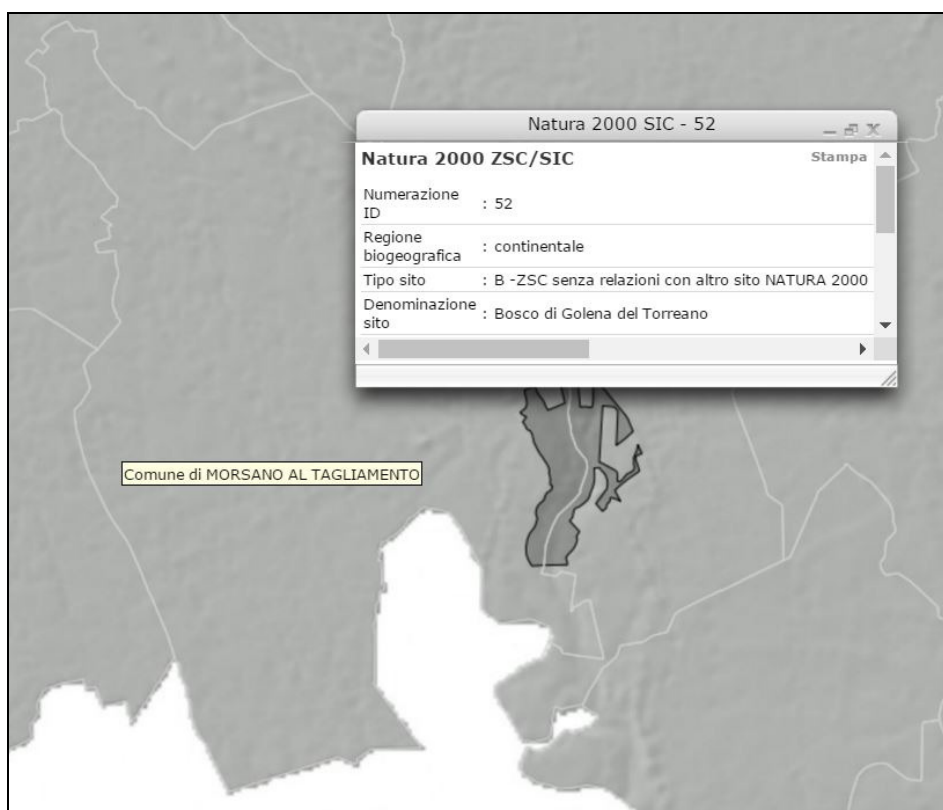 Natura 2000 SIC - 52
Natura 2000 ZSC/SIC
Stampa
Numerazione
ID
: 52
Regione
biogeografica
: continentale
Tipo sito
: B -ZSC senza relazioni con altro sito NATURA 2000
Denominazione
sito
: Bosco di Golena del Torreano
Comune di MORSANO AL TAGLIAMENTO